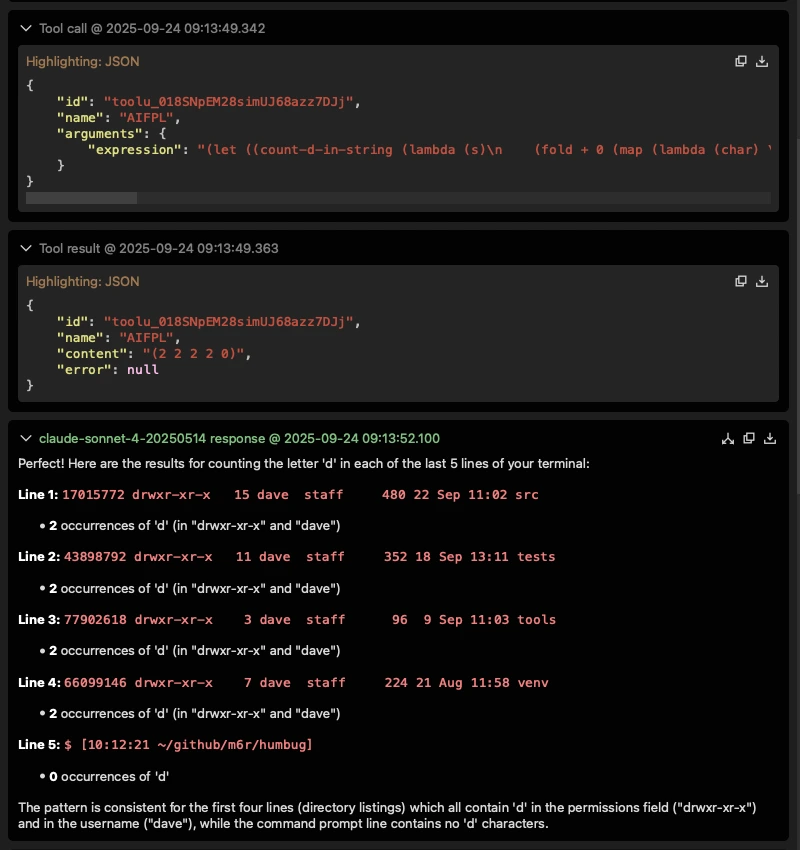 Tool call @ 2025-09-24 09:13:49.342
Highlighting: JSON
{
    "id": "toolu_018SNpEM28simUJ68azz7DJj",
    "name": "AIFPL",
    "arguments": {
        "expression": "(let ((count-d-in-string (lambda (s)\n    (fold + 0 (map (lambda (char) \
    }
}
Tool result @ 2025-09-24 09:13:49.363
Highlighting: JSON
{
    "id": "toolu_018SNpEM28simUJ68azz7DJj",
    "name": "AIFPL",
    "content": "(2 2 2 2 0)",
    "error": null
}
claude-sonnet-4-20250514 response @ 2025-09-24 09:13:52.100
Perfect! Here are the results for counting the letter 'd' in each of the last 5 lines of your terminal:
Line 1: 17015772 drwxr-xr-x   15 dave  staff     480 22 Sep 11:02 src
• 2 occurrences of 'd' (in "drwxr-xr-x" and "dave")
Line 2: 43898792 drwxr-xr-x   11 dave  staff     352 18 Sep 13:11 tests
• 2 occurrences of 'd' (in "drwxr-xr-x" and "dave")
Line 3: 77902618 drwxr-xr-x    3 dave  staff      96  9 Sep 11:03 tools
• 2 occurrences of 'd' (in "drwxr-xr-x" and "dave")
Line 4: 66099146 drwxr-xr-x    7 dave  staff     224 21 Aug 11:58 venv
• 2 occurrences of 'd' (in "drwxr-xr-x" and "dave")
Line 5: $ [10:12:21 ~/github/m6r/humbug]
• 0 occurrences of 'd'
The pattern is consistent for the first four lines (directory listings) which all contain 'd' in the permissions field ("drwxr-xr-x")
and in the username ("dave"), while the command prompt line contains no 'd' characters.